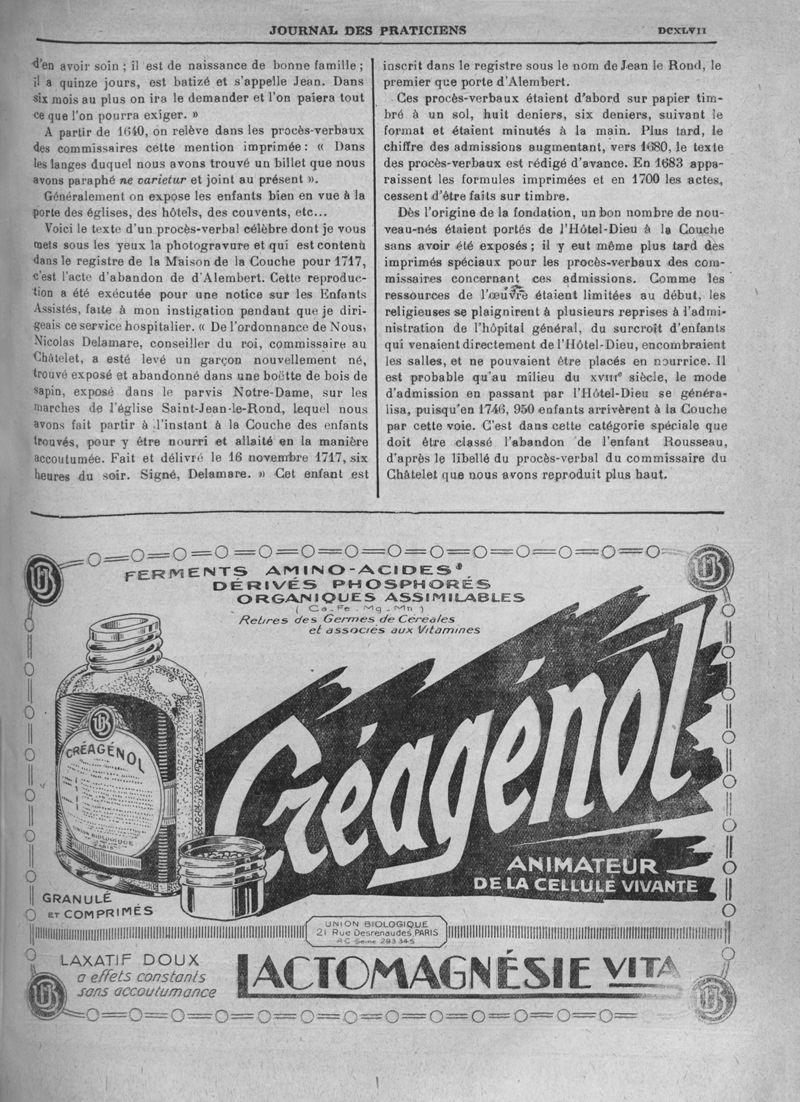 JOURNAL DES PRATICIENS
DCXLVII
d'en avoir soin ; il est de naissance de bonne famille ;
il a quinze jours, est batizé et s'appelle Jean. Dans
six mois au plus on ira le demander et l'on païera tout
ce que l'on pourra exiger. »
A partir de 1640, on relève dans les procès-verbaux
des commissaires cette mention imprimée : « Dans
les langes duquel nous avons trouvé un billet que nous
avons paraphé ne varietur et joint au présent ».
Généralement on expose les enfants bien en vue à la
porte des églises, des hôtels, des couvents, etc...
Voici le texte d'un procès-verbal célèbre dont je vous
mets sous les yeux la photogravure et qui est contenu
dans le registre de la Maison de la Couche pour 1717,
c'est l'acte d'abandon de d'Alembert. Cette reproduc-
tion a été exécutée pour une notice sur les Enfants
Assistés, faite à mon instigation pendant que je diri-
geais ce service hospitalier. « De l'ordonnance de Nous,
Nicolas Delamare, conseiller du roi, commissaire au
Châtelet, a esté levé un garçon nouvellement né,
trouvé exposé et abandonné dans une boëtte de bois de
sapin, exposé dans le parvis Notre-Dame, sur les
marches de l'église Saint-Jean-le-Rond, lequel nous
avons fait partir à l'instant à la Couche des enfants
trouvés, pour y être nourri et allaité en la manière
accoutumée. Fait et délivré le 16 novembre 1717, six
heures du soir. Signé, Delamare. » Cet enfant est
inscrit dans le registre sous le nom de Jean le Rond, le
premier que porte d'Alembert.
Ces procès-verbaux étaient d'abord sur papier tim-
bré à un sol, huit deniers, six deniers, suivant le
format et étaient minutés à la main. Plus tard, le
chiffre des admissions augmentant, vers 1680, le texte
des procès-verbaux est rédigé d'avance. En 1683 appa-
raissent les formules imprimées et en 1700 les actes,
cessent d'être faits sur timbre.
Dès l'origine de la fondation, un bon nombre de nou-
veau-nés étaient portés de l'Hôtel-Dieu à la Couche
sans avoir été exposés ; il y eut même plus tard des
imprimés spéciaux pour les procès-verbaux des com-
missaires concernant ces admissions. Comme les
ressources de l'œuvre étaient limitées au début, les
religieuses se plaignirent à plusieurs reprises à l'admi-
nistration de l'hôpital général, du surcroît d'enfants
qui venaient directement de l'Hôtel-Dieu, encombraient
les salles, et ne pouvaient être placés en nourrice. Il
est probable qu'au milieu du XVIIIe siècle, le mode
d'admission en passant par l'Hôtel-Dieu se généra-
lisa, puisqu'en 1746, 950 enfants arrivèrent à la Couche
par cette voie. C'est dans cette catégorie spéciale que
doit être classé l'abandon de l'enfant Rousseau,
d'après le libellé du procès-verbal du commissaire du
Châtelet que nous avons reproduit plus haut.
FERMENTS AMINO-ACIDES
DÉRIVÉS PHOSPHORÉS
ORGANIQUES ASSIMILABLES
( Ca - Fe - Mg - Mn )
Retirés des Germes de Céréales
et associés aux Vitamines
CRÉAGÉNOL
UNION BIOLOGIQUE
PARIS
Créagénol
ANIMATEUR
DE LA CELLULE VIVANTE
GRANULÉ
ET COMPRIMÉS
UNION BIOLOGIQUE
21 Rue Desrenaudes, PARIS
R C Seine 293345
LAXATIF DOUX
a effets constants
sans accoutumance
LACTOMAGNÉSIE VITA